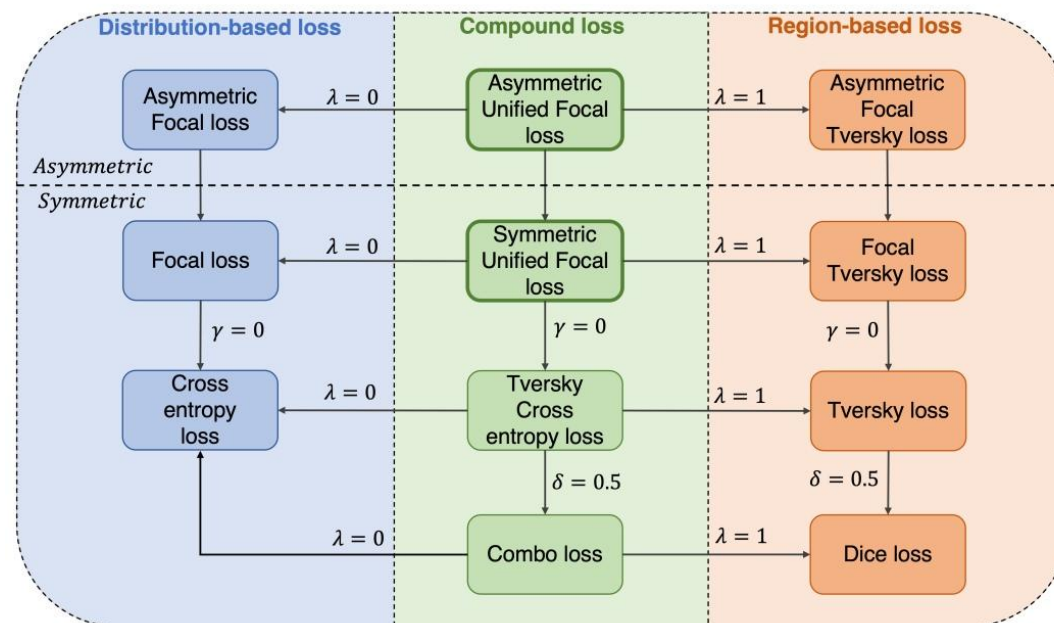 Distribution-based loss
Compound loss
Region-based loss
Asymmetric
Focal loss
λ = 0
Asymmetric
Unified Focal
loss
λ = 1
Asymmetric
Focal
Tversky loss
Asymmetric
Symmetric
Focal loss
λ = 0
Symmetric
Unified Focal
loss
λ = 1
Focal
Tversky loss
γ = 0
γ = 0
γ = 0
Cross
entropy
loss
λ = 0
Tversky
Cross
entropy loss
λ = 1
Tversky loss
δ = 0.5
δ = 0.5
λ = 0
Combo loss
λ = 1
Dice loss